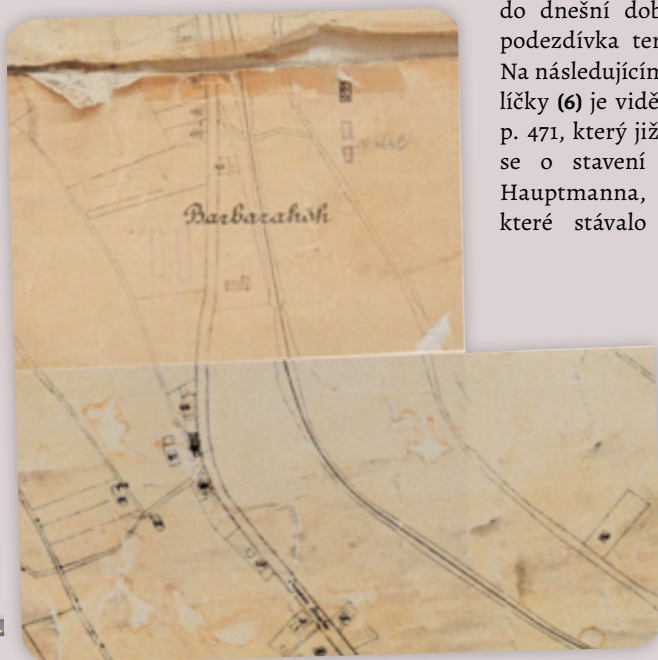 do dnešní dob
podezdívka ter
Na následujícím
líčky (6) je vidě
p. 471, který již
se o stavení
Hauptmanna,
které stávalo
Barbarahöh